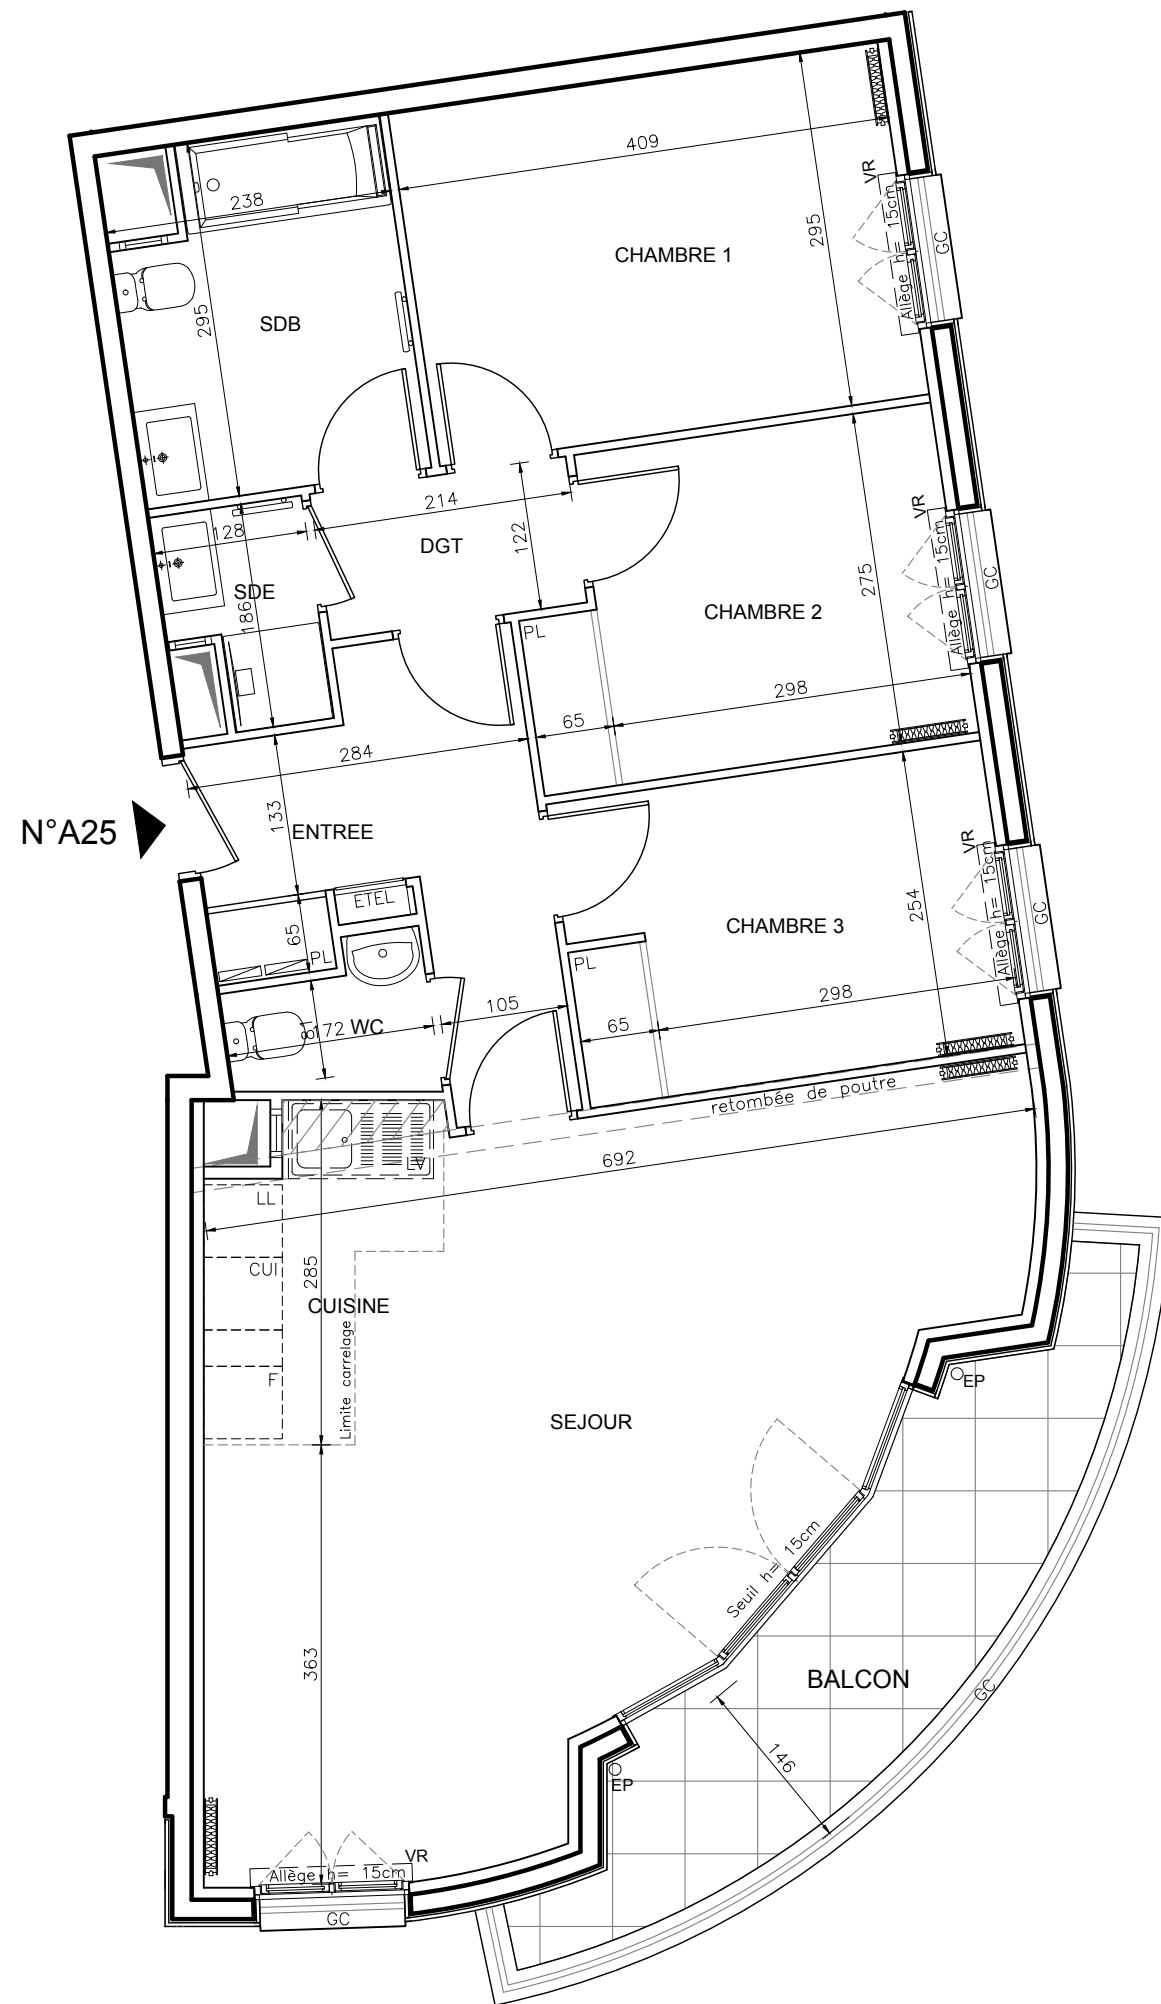 409
VR
238
295
Allège h= 15cm
GC
CHAMBRE 1
295
SDB
214
122
128
DGT
VR
275
Allège h= 15cm
GC
SDE
186
CHAMBRE 2
PL
298
65
284
133
N°A25
ENTREE
VR
254
Allège h= 15cm
GC
ETEL
65
PL
CHAMBRE 3
PL
298
105
172
WC
65
retombée de poutre
LV
692
LL
CUI
285
CUISINE
Limite carrelage
F
EP
SEJOUR
Seuil h= 15cm
363
BALCON
GC
146
EP
VR
Allège h= 15cm
GC